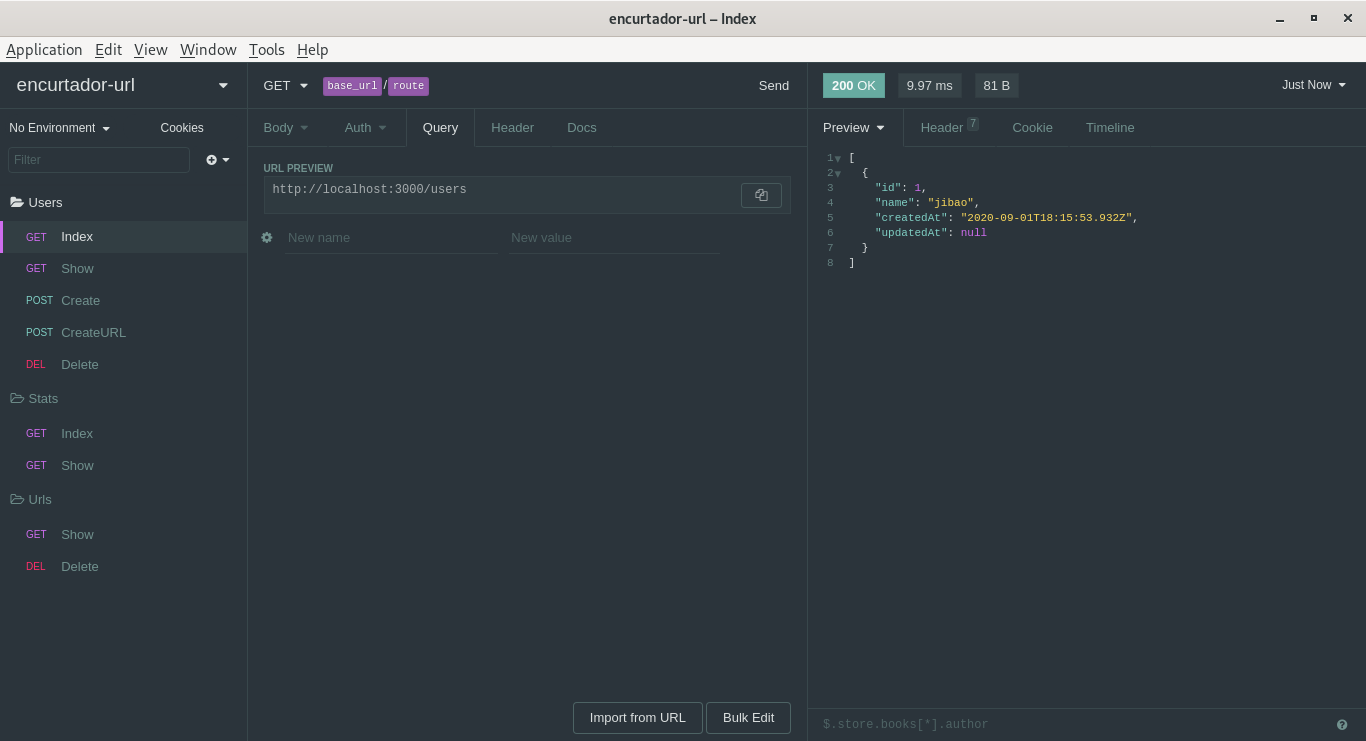 encurtador-url – Index
Application Edit View Window Tools Help
encurtador-url
No Environment Cookies
Filter
Users
GET Index
GET Show
POST Create
POST CreateURL
DEL Delete
Stats
GET Index
GET Show
Urls
GET Show
DEL Delete
GET base_url/route Send
Body Auth Query Header Docs
URL PREVIEW
http://localhost:3000/users
New name New value
Import from URL Bulk Edit
200 OK 9.97 ms 81 B Just Now
Preview Header 7 Cookie Timeline
1 [
2 {
3 "id": 1,
4 "name": "jibao",
5 "createdAt": "2020-09-01T18:15:53.932Z",
6 "updatedAt": null
7 }
8 ]
$.store.books[*].author